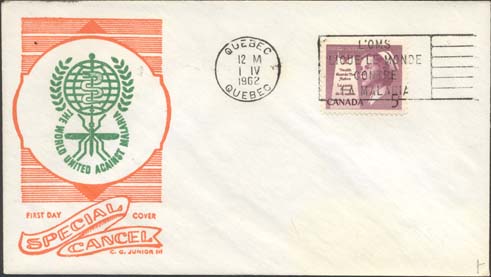 THE WORLD UNITED AGAINST MALARIA
FIRST DAY COVER
SPECIAL
CANCEL
C. G. JUNIOR
QUEBEC
12 M
1 IV
1962
QUEBEC
L'OMS
LIGUE LE MONDE
CONTRE
LA MALARIA
CANADA 5